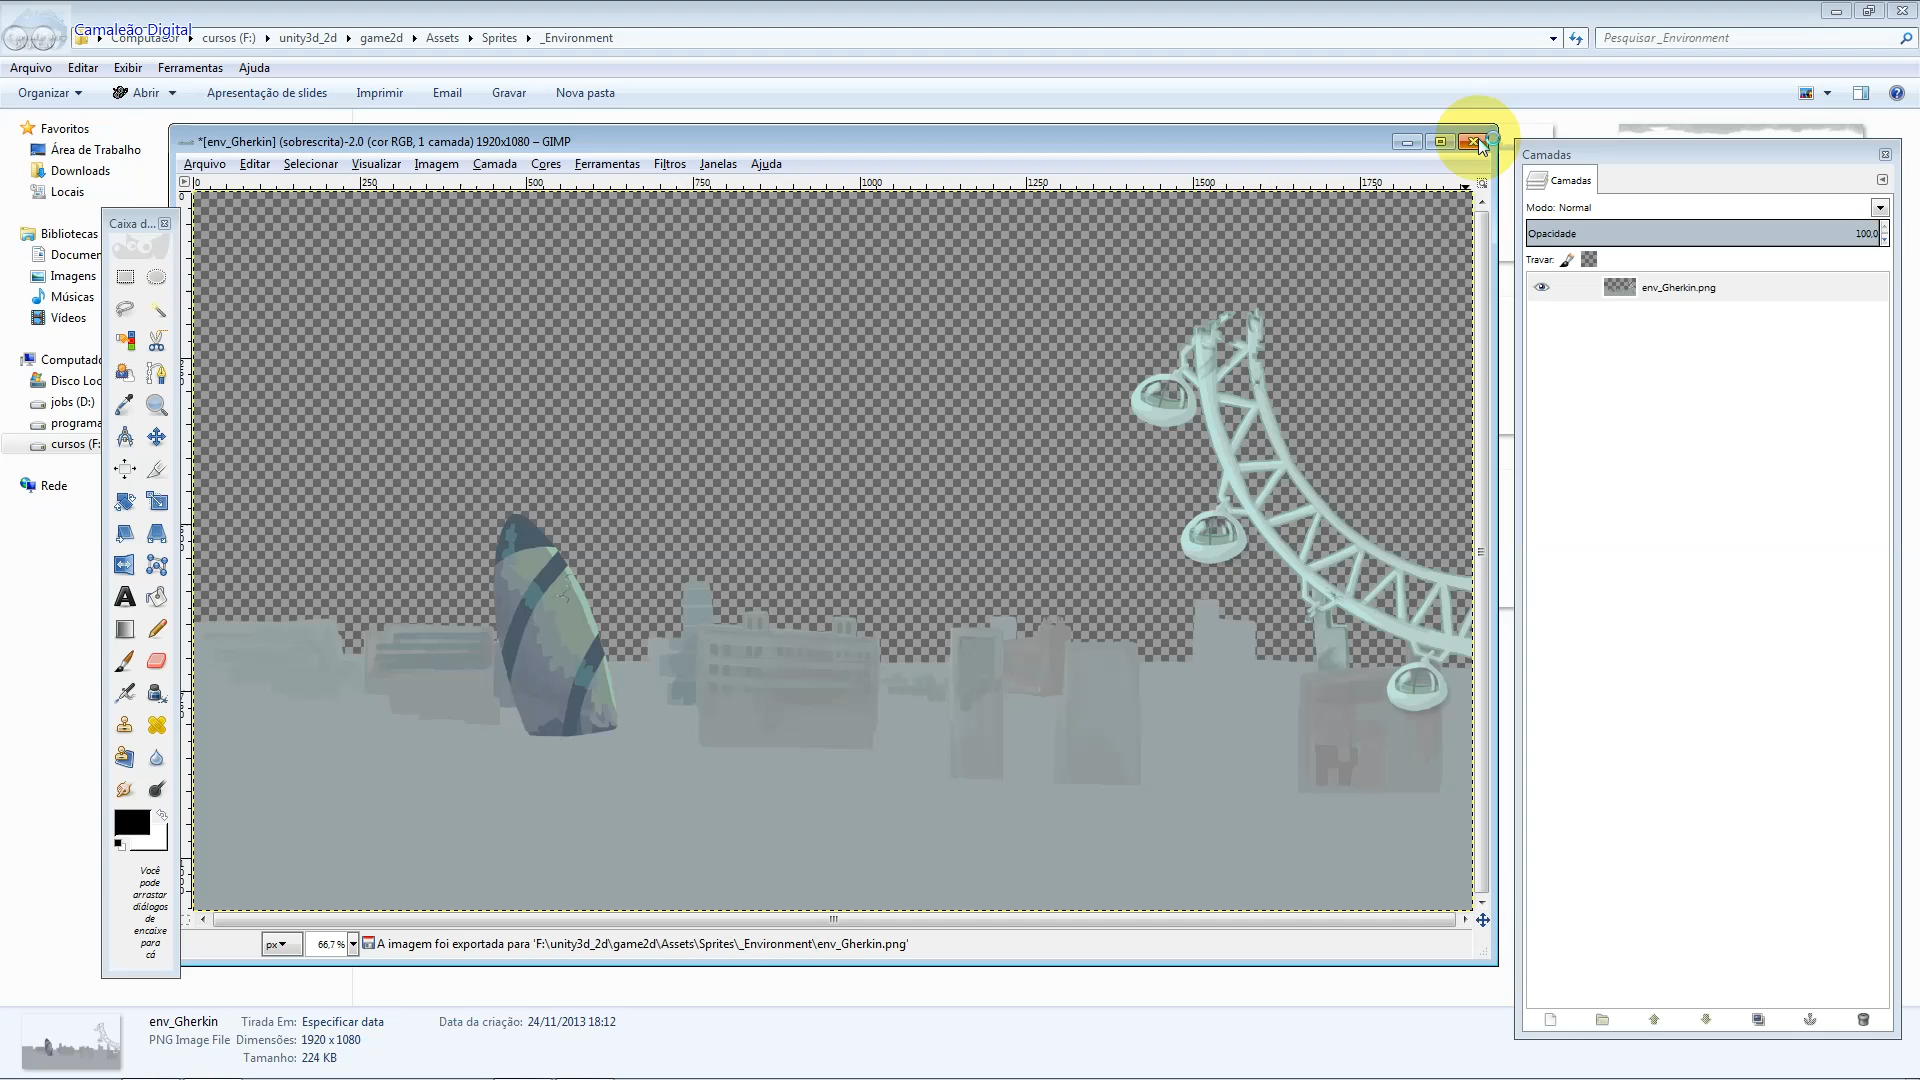 Camaleão Digital
Computador cursos (F:) unity3d_2d game2d Assets Sprites _Environment
Pesquisar _Environment
Arquivo Editar Exibir Ferramentas Ajuda
Organizar Abrir Apresentação de slides Imprimir Email Gravar Nova pasta
Favoritos
Área de Trabalho
Downloads
Locais
Bibliotecas
Documen
Imagens
Músicas
Vídeos
Computado
Disco Loc
jobs (D:)
programa
cursos (F:
Rede
*[env_Gherkin] (sobrescrita)-2.0 (cor RGB, 1 camada) 1920x1080 – GIMP
Arquivo Editar Selecionar Visualizar Imagem Camada Cores Ferramentas Filtros Janelas Ajuda
0 250 500 750 1000 1250 1500 1750
Caixa d...
Você
pode
arrastar
diálogos
de
encaixe
para
cá
px 66,7 % A imagem foi exportada para 'F:\unity3d_2d\game2d\Assets\Sprites\_Environment\env_Gherkin.png'
Camadas
Camadas
Modo: Normal
Opacidade 100,0
Travar:
env_Gherkin.png
env_Gherkin Tirada Em: Especificar data Data da criação: 24/11/2013 18:12
PNG Image File Dimensões: 1920 x 1080
Tamanho: 224 KB